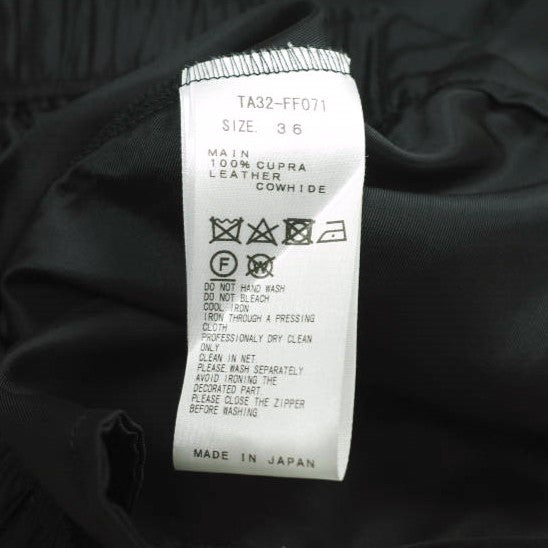 TA32-FF071
SIZE. 36
MAIN
100% CUPRA
LEATHER
COWHIDE
F W
DO NOT HAND WASH
DO NOT BLEACH
COOL IRON
IRON THROUGH A PRESSING
CLOTH
PROFESSIONALY DRY CLEAN
ONLY
CLEAN IN NET
PLEASE WASH SEPARATELY
AVOID IRONING THE
DECORATED PART
PLEASE CLOSE THE ZIPPER
BEFORE WASHING
MADE IN JAPAN